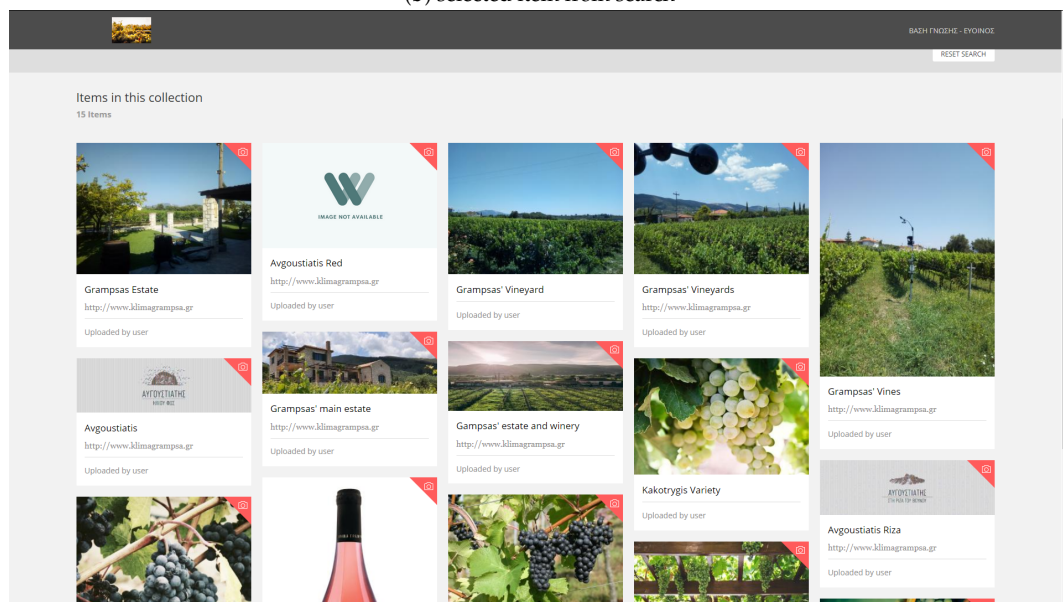 ΒΑΣΗ ΓΝΩΣΗΣ - ΕΥΟΙΝΟΣ
RESET SEARCH
Items in this collection
15 Items
Grampsas Estate
http://www.klimagrampsa.gr
Uploaded by user
IMAGE NOT AVAILABLE
Avgoustiatis Red
http://www.klimagrampsa.gr
Uploaded by user
Grampsas' Vineyard
Uploaded by user
Grampsas' Vineyards
http://www.klimagrampsa.gr
Uploaded by user
Grampsas' Vines
http://www.klimagrampsa.gr
Uploaded by user
ΑΥΓΟΥΣΤΙΑΤΗΣ
Avgoustiatis
http://www.klimagrampsa.gr
Uploaded by user
Grampsas' main estate
http://www.klimagrampsa.gr
Uploaded by user
Gampsas' estate and winery
http://www.klimagrampsa.gr
Uploaded by user
Kakotrygis Variety
Uploaded by user
ΑΥΓΟΥΣΤΙΑΤΗΣ
Avgoustiatis Riza
http://www.klimagrampsa.gr
Uploaded by user